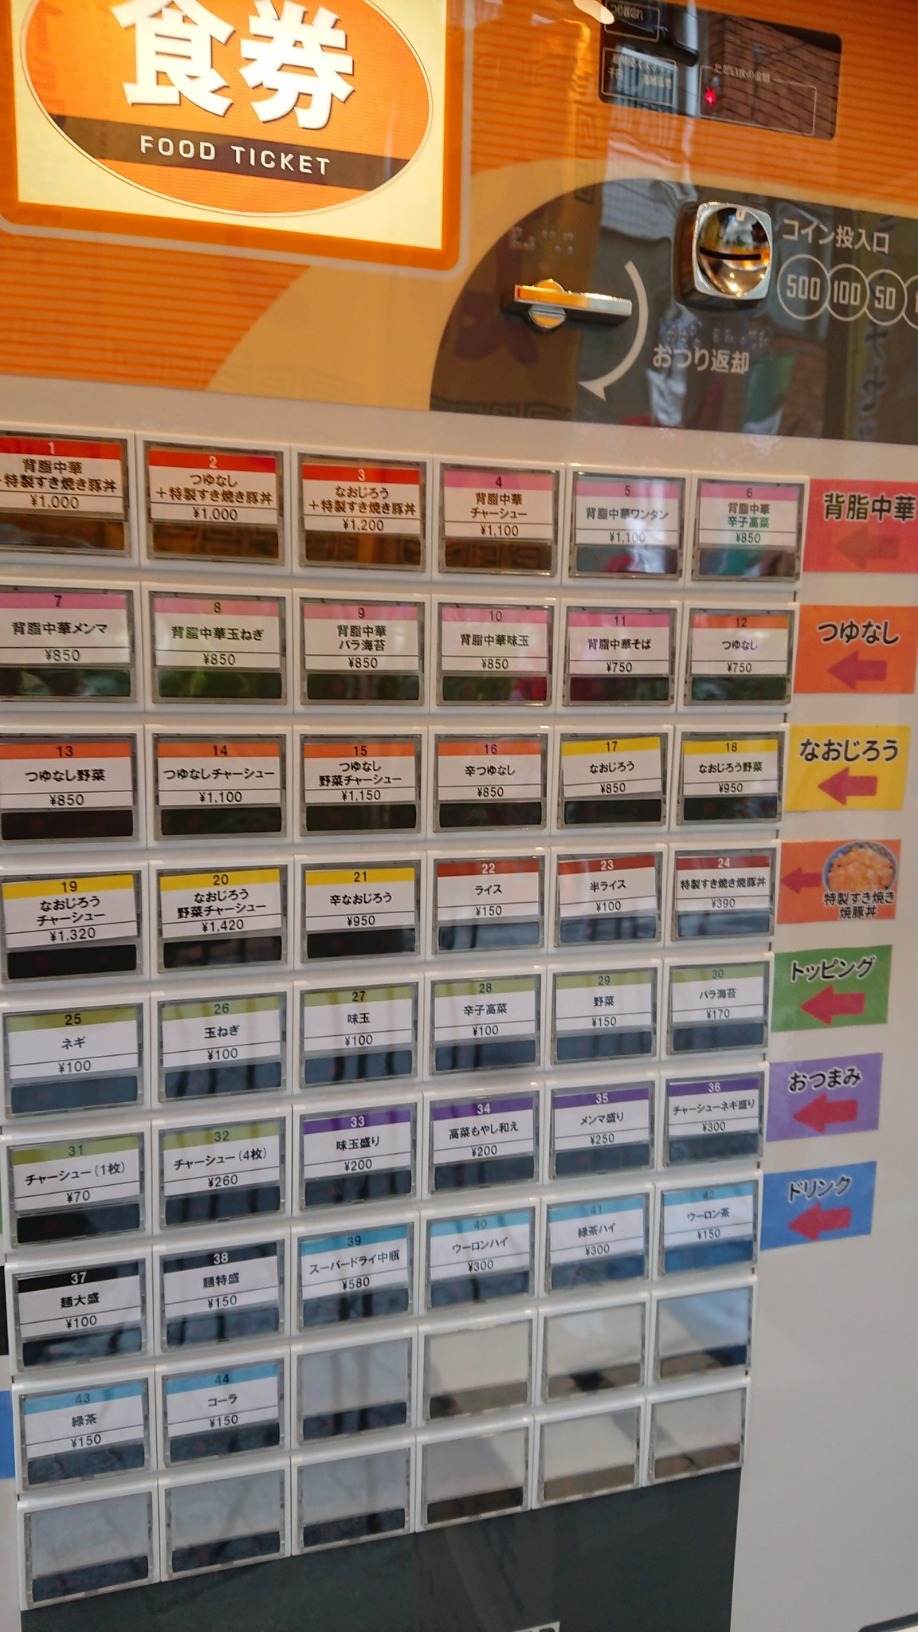 食券
FOOD TICKET
ただいまの金額
コイン投入口
500 100 50
おつり返却
1
背脂中華
+特製すき焼き豚丼
¥1,000
2
つゆなし
+特製すき焼き豚丼
¥1,000
3
なおじろう
+特製すき焼き豚丼
¥1,200
4
背脂中華
チャーシュー
¥1,100
5
背脂中華ワンタン
¥1,100
6
背脂中華
辛子高菜
¥850
背脂中華
7
背脂中華メンマ
¥850
8
背脂中華玉ねぎ
¥850
9
背脂中華
バラ海苔
¥850
10
背脂中華味玉
¥850
11
背脂中華そば
¥750
12
つゆなし
¥750
つゆなし
13
つゆなし野菜
¥850
14
つゆなしチャーシュー
¥1,100
15
つゆなし
野菜チャーシュー
¥1,150
16
辛つゆなし
¥850
17
なおじろう
¥850
18
なおじろう野菜
¥950
なおじろう
19
なおじろう
チャーシュー
¥1,320
20
なおじろう
野菜チャーシュー
¥1,420
21
辛なおじろう
¥950
22
ライス
¥150
23
半ライス
¥100
24
特製すき焼き焼豚丼
¥390
特製すき焼き
焼豚丼
25
ネギ
¥100
26
玉ねぎ
¥100
27
味玉
¥100
28
辛子高菜
¥100
29
野菜
¥150
30
バラ海苔
¥170
トッピング
31
チャーシュー(1枚)
¥70
32
チャーシュー(4枚)
¥260
33
味玉盛り
¥200
34
高菜もやし和え
¥200
35
メンマ盛り
¥250
36
チャーシューネギ盛り
¥300
おつまみ
37
麺大盛
¥100
38
麺特盛
¥150
39
スーパードライ中瓶
¥580
40
ウーロンハイ
¥300
41
緑茶ハイ
¥300
42
ウーロン茶
¥150
ドリンク
43
緑茶
¥150
44
コーラ
¥150